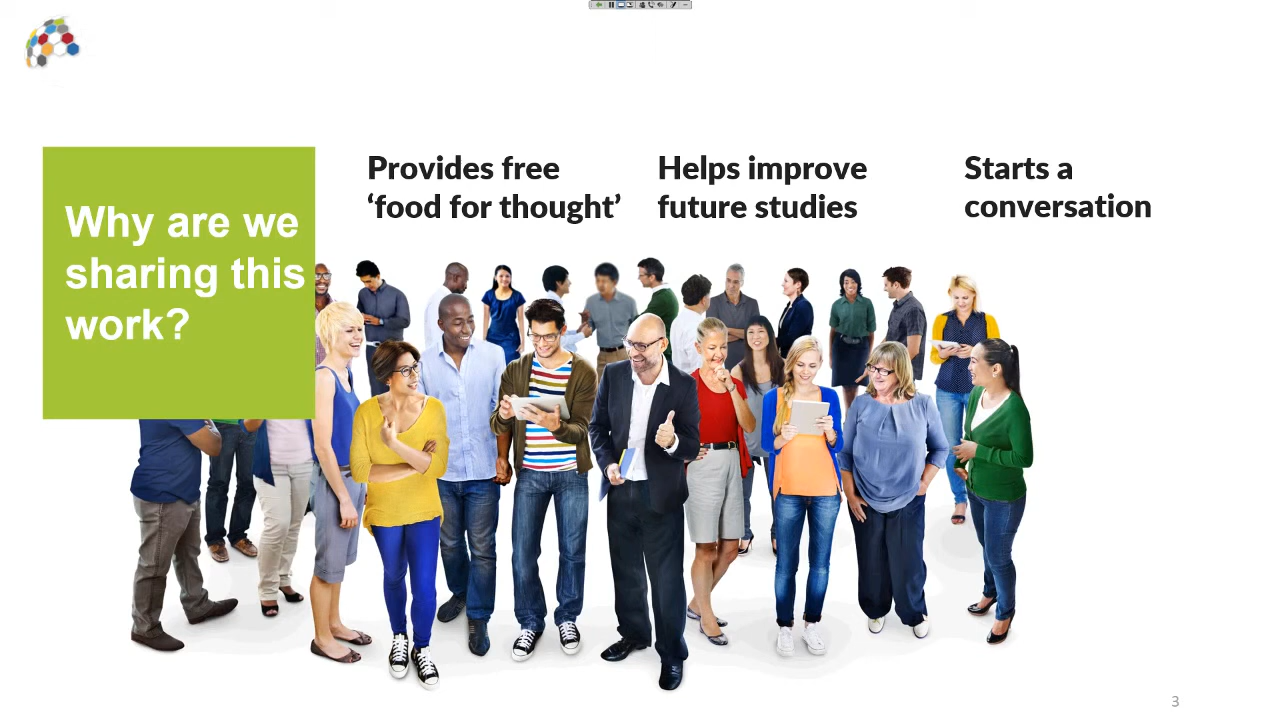 Why are we
sharing this
work?
Provides free
‘food for thought’
Helps improve
future studies
Starts a
conversation
3